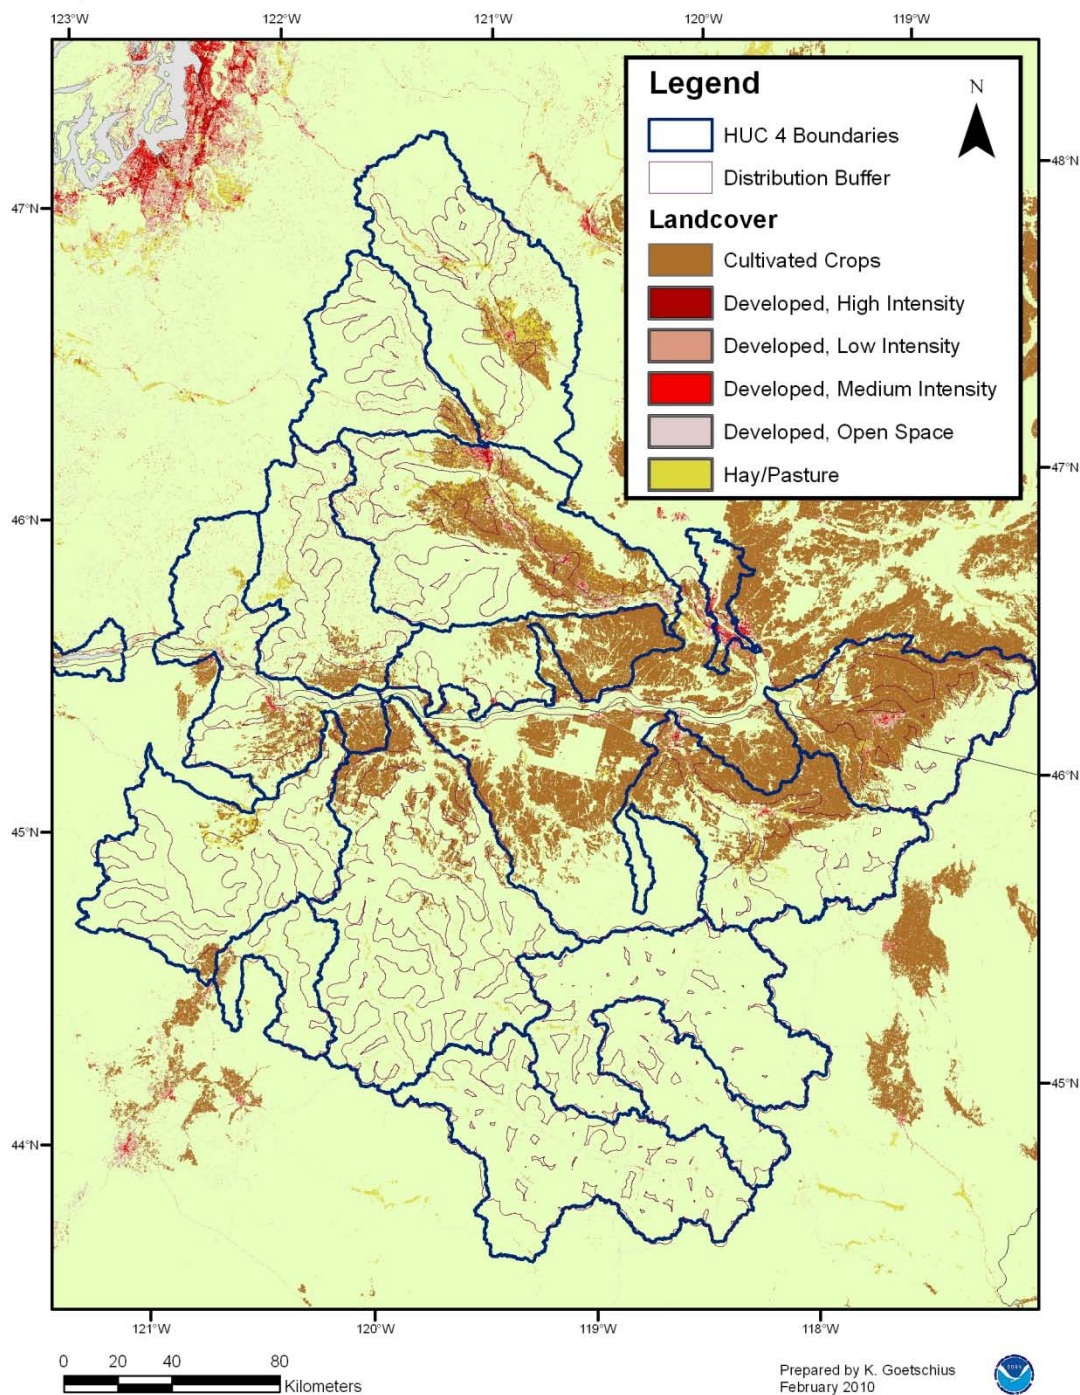 123°W 122°W 121°W 120°W 119°W
Legend
N
HUC 4 Boundaries
Distribution Buffer
48°N
47°N
Landcover
Cultivated Crops
Developed, High Intensity
Developed, Low Intensity
Developed, Medium Intensity
Developed, Open Space
47°N
Hay/Pasture
46°N
46°N
45°N
45°N
44°N
121°W 120°W 119°W 118°W
0 20 40 80
Kilometers
Prepared by K. Goetschius
February 2010